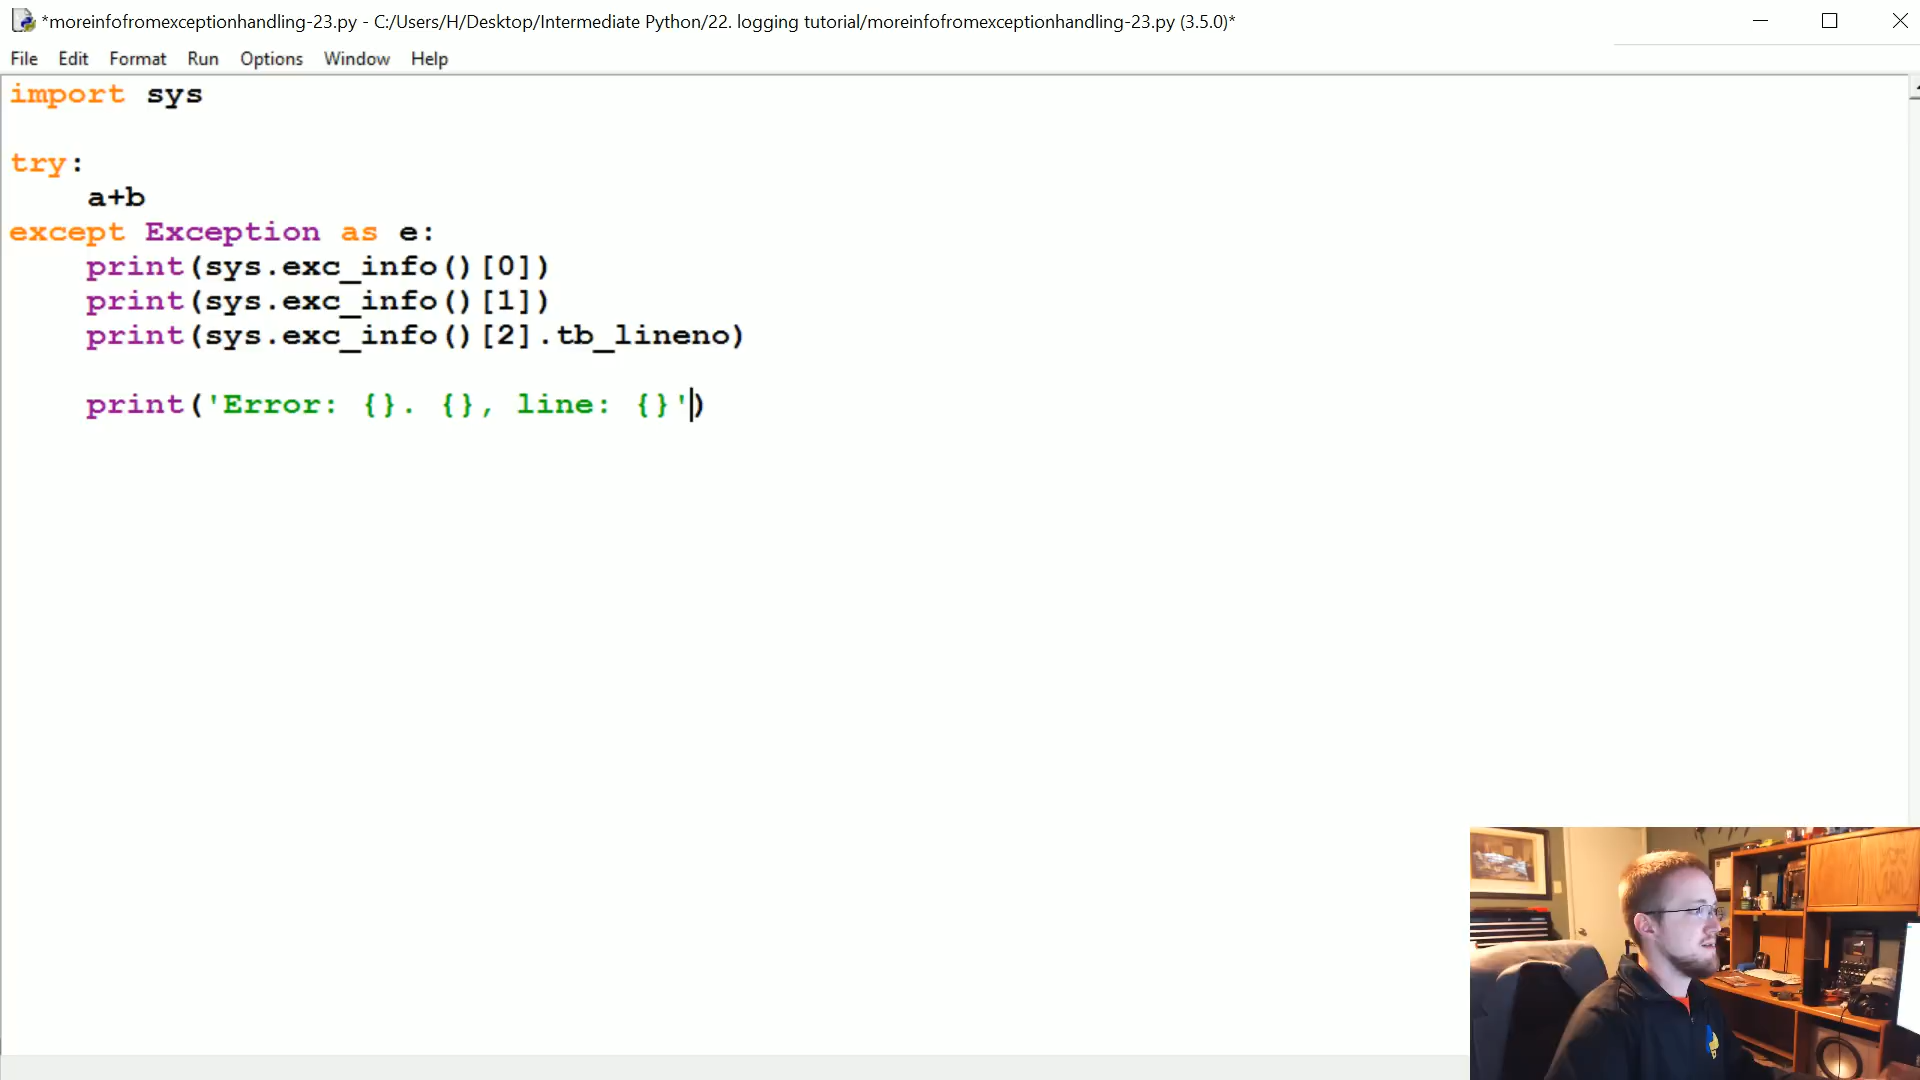 *moreinfofromexceptionhandling-23.py - C:/Users/H/Desktop/Intermediate Python/22. logging tutorial/moreinfofromexceptionhandling-23.py (3.5.0)*
File Edit Format Run Options Window Help
import sys
try:
    a+b
except Exception as e:
    print(sys.exc_info()[0])
    print(sys.exc_info()[1])
    print(sys.exc_info()[2].tb_lineno)
    print('Error: {}. {}, line: {}')